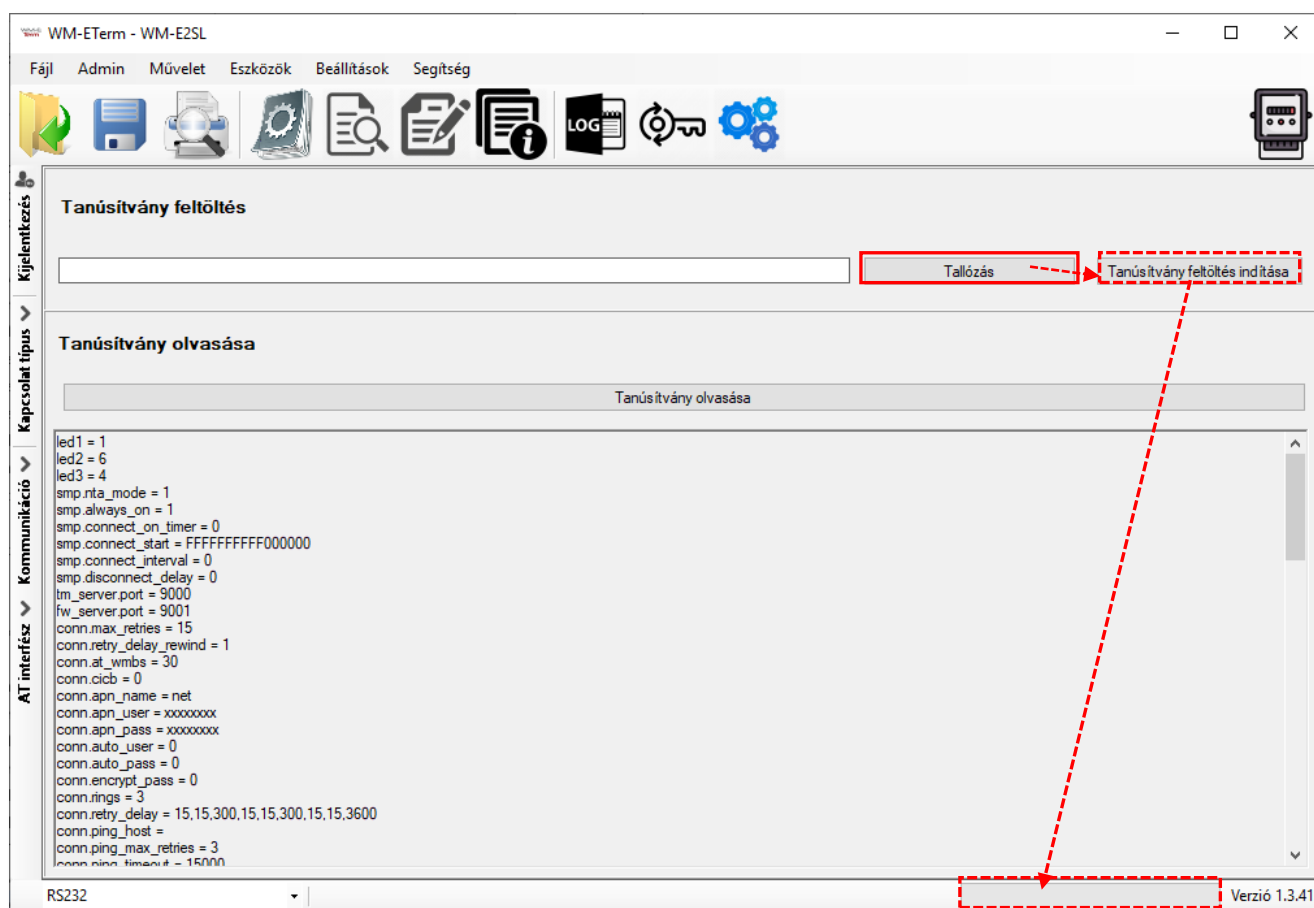 WM-ETerm - WM-E2SL
Fájl Admin Művelet Eszközök Beállítások Segítség
LOG
Kijelentkezés
Kapcsolat típus
Kommunikáció
AT interfész
Tanúsítvány feltöltés
Tallózás
Tanúsítvány feltöltés indítása
Tanúsítvány olvasása
Tanúsítvány olvasása
led1 = 1
led2 = 6
led3 = 4
smp.nta_mode = 1
smp.always_on = 1
smp.connect_on_timer = 0
smp.connect_start = FFFFFFFFFF000000
smp.connect_interval = 0
smp.disconnect_delay = 0
tm_server.port = 9000
fw_server.port = 9001
conn.max_retries = 15
conn.retry_delay_rewind = 1
conn.at_wmbs = 30
conn.cicb = 0
conn.apn_name = net
conn.apn_user = xxxxxxxx
conn.apn_pass = xxxxxxxx
conn.auto_user = 0
conn.auto_pass = 0
conn.encrypt_pass = 0
conn.rings = 3
conn.retry_delay = 15,15,300,15,15,300,15,15,3600
conn.ping_host =
conn.ping_max_retries = 3
conn.ping_timeout = 15000
RS232
Verzió 1.3.41